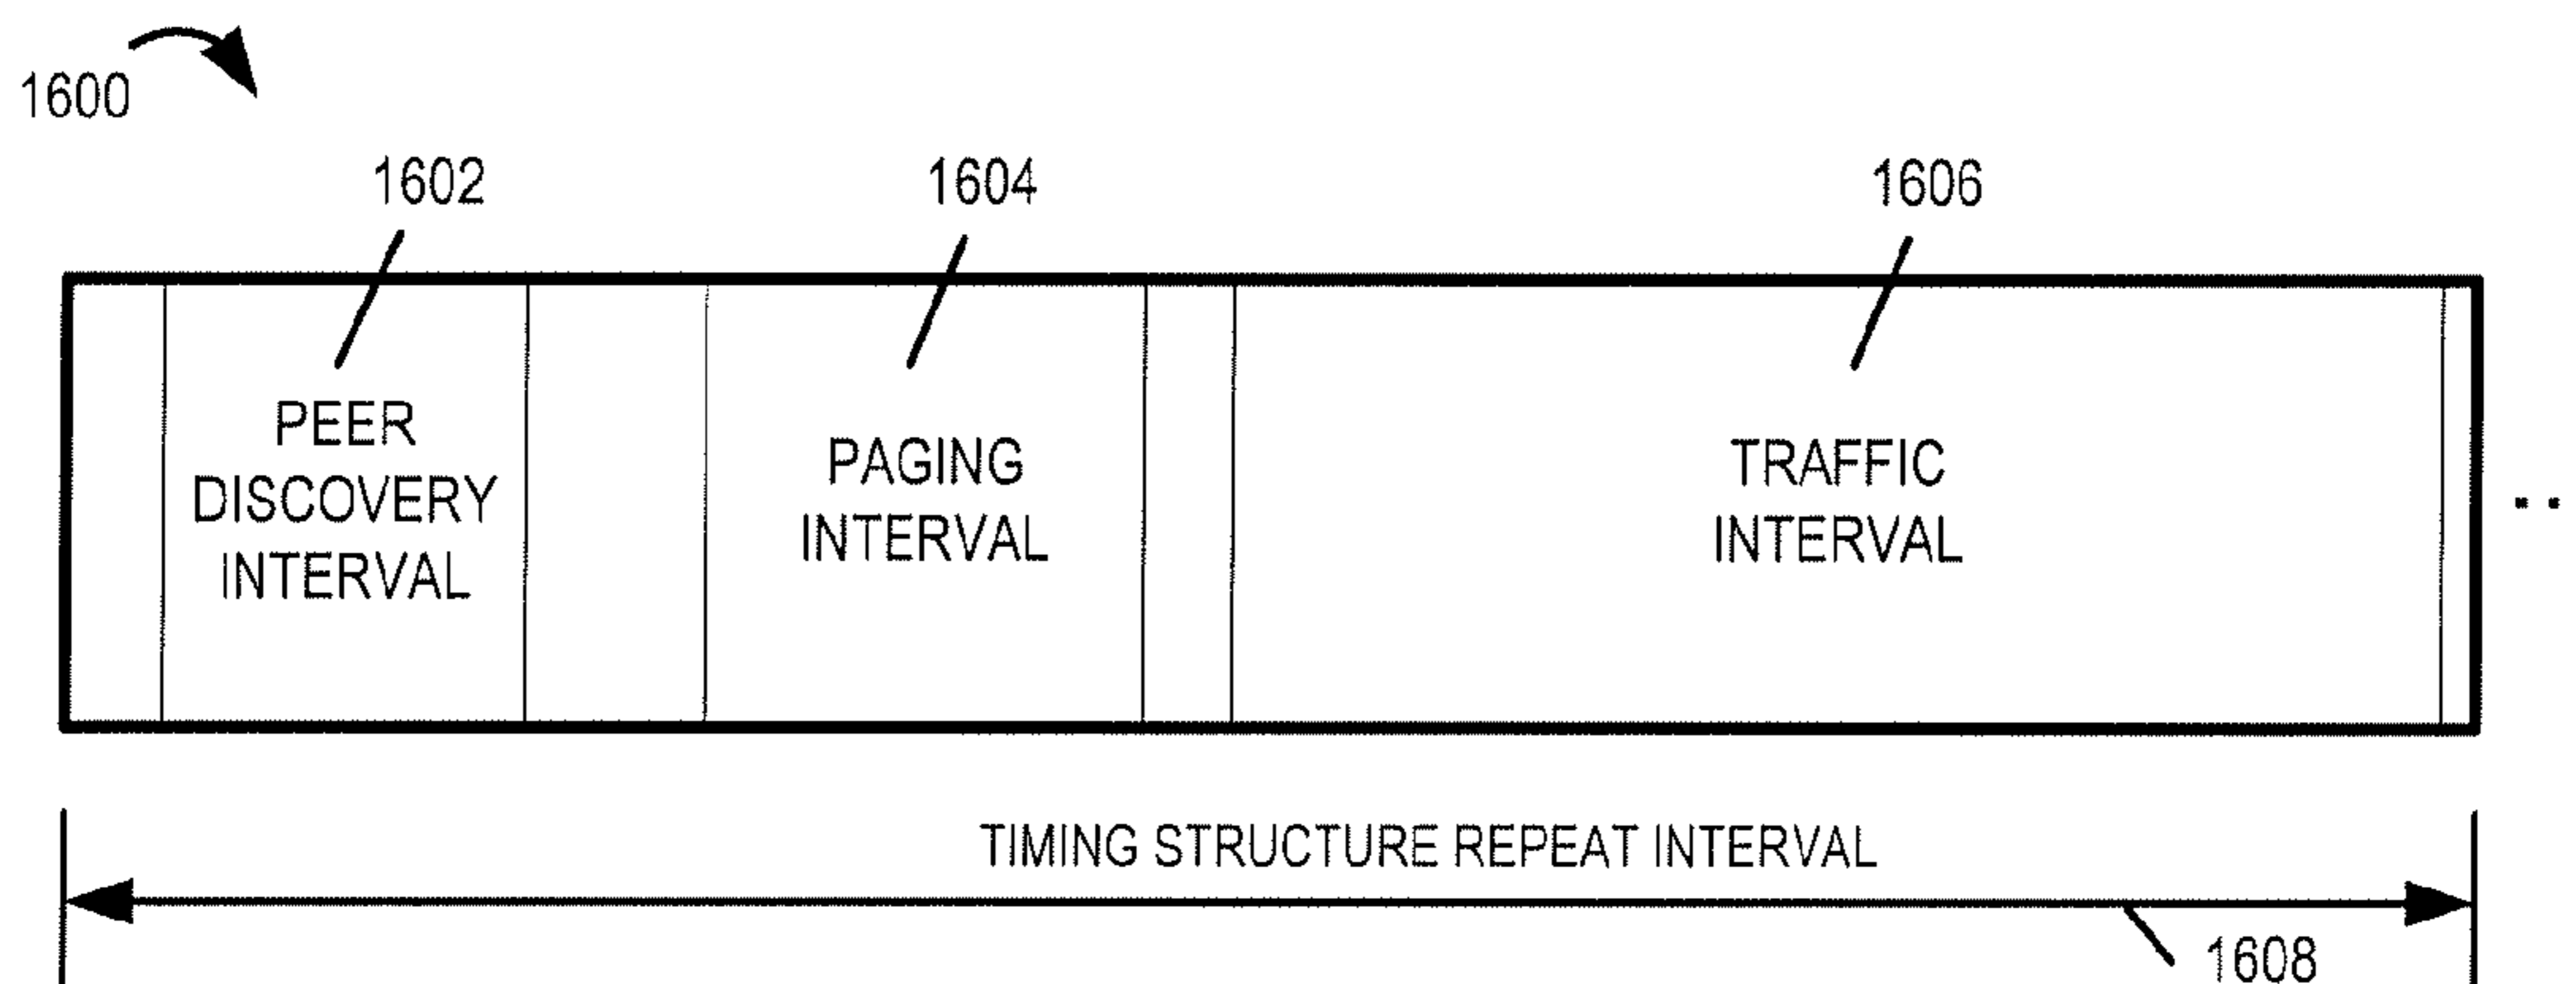 1600
1602
1604
1606
PEER
DISCOVERY
INTERVAL
PAGING
INTERVAL
TRAFFIC
INTERVAL
..
TIMING STRUCTURE REPEAT INTERVAL
1608